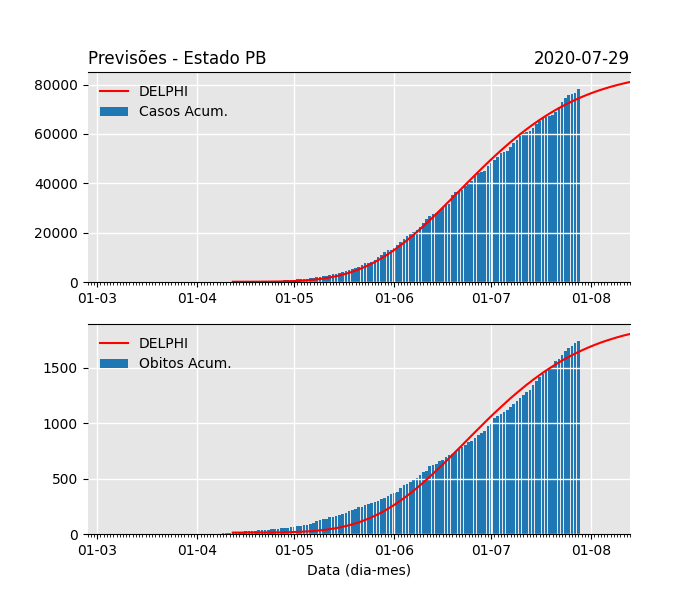 Previsões - Estado PB 2020-07-29
80000
60000
40000
20000
0
DELPHI
Casos Acum.
01-03 01-04 01-05 01-06 01-07 01-08
1500
1000
500
0
DELPHI
Obitos Acum.
01-03 01-04 01-05 01-06 01-07 01-08
Data (dia-mes)